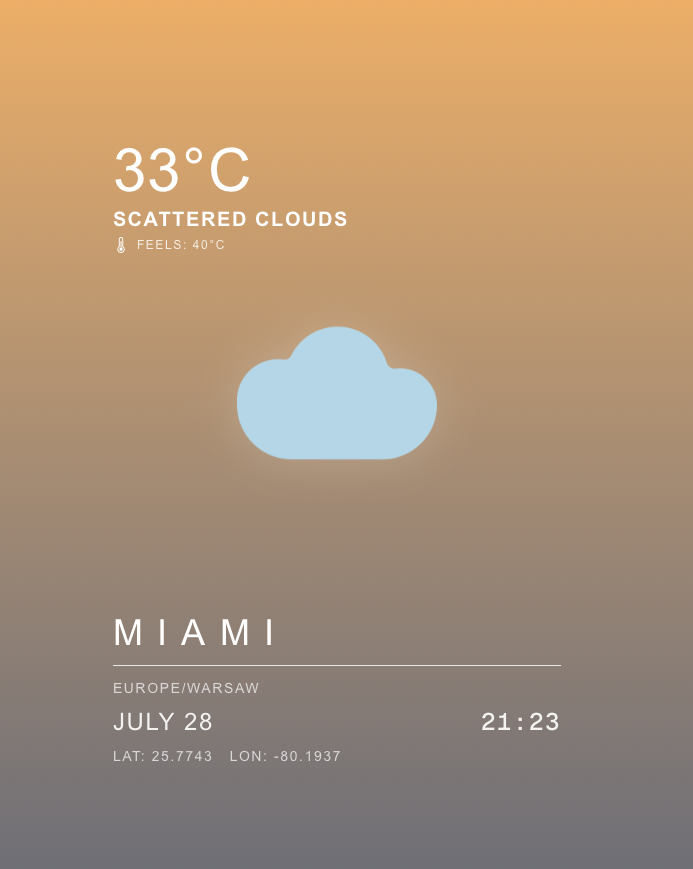 33°C
SCATTERED CLOUDS
FEELS: 40°C
MIAMI
EUROPE/WARSAW
JULY 28 21:23
LAT: 25.7743 LON: -80.1937